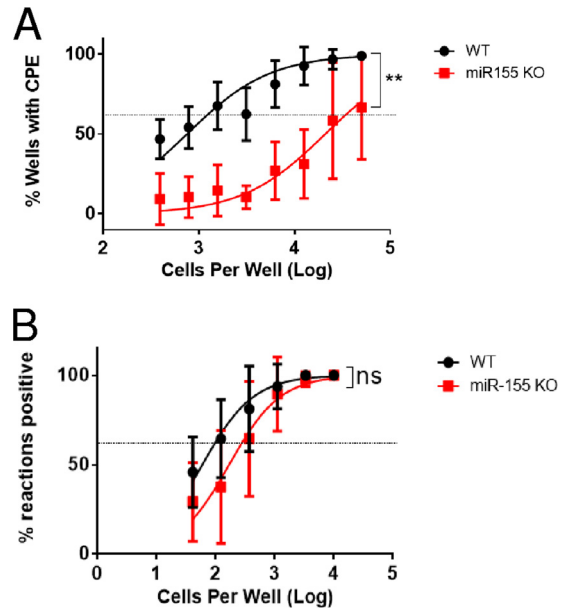 A
% Wells with CPE
100
50
0
2
3
4
5
Cells Per Well (Log)
**
WT
miR155 KO
B
% reactions positive
100
50
0
0
1
2
3
4
5
Cells Per Well (Log)
ns
WT
miR-155 KO